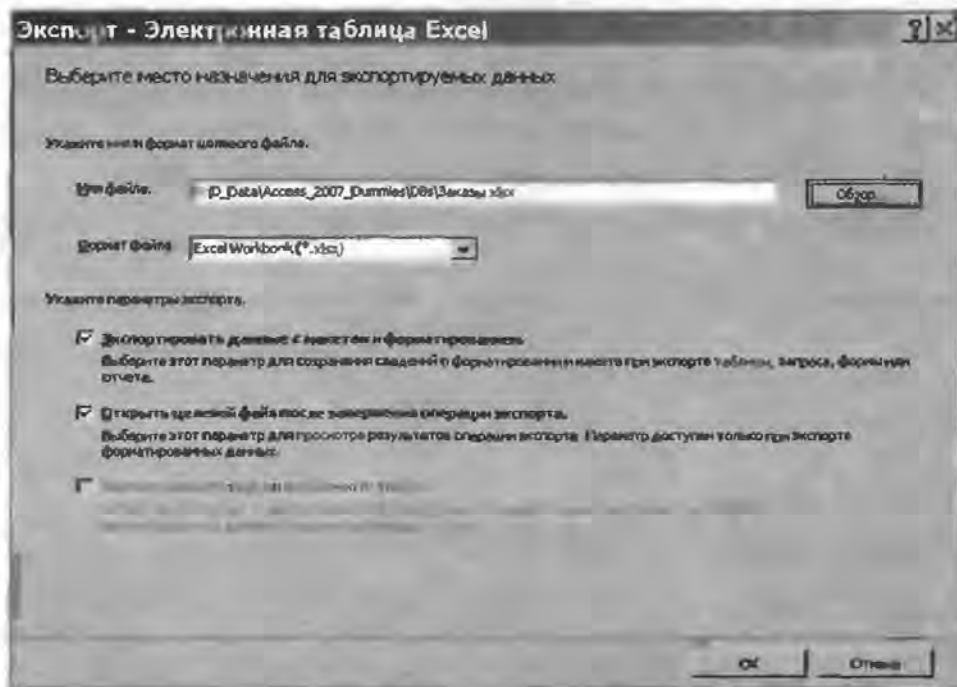 Экспорт - Электронная таблица Excel
Выберите место назначения для экспортируемых данных
Укажите имя и формат целевого файла.
Имя файла:
D_Data\Access_2007_Dummies\DBs\Заказы.xlsx
Обзор...
Формат файла
Excel Workbook (*.xlsx)
Укажите параметры экспорта.
Экспортировать данные с макетом и форматированием.
Выберите этот параметр для сохранения сведений о форматировании и макете при экспорте таблицы, запроса, формы или
отчета.
Открыть целевой файл после завершения операции экспорта.
Выберите этот параметр для просмотра результатов операции экспорта. Параметр доступен только при экспорте
форматированных данных.
ОК
Отмена